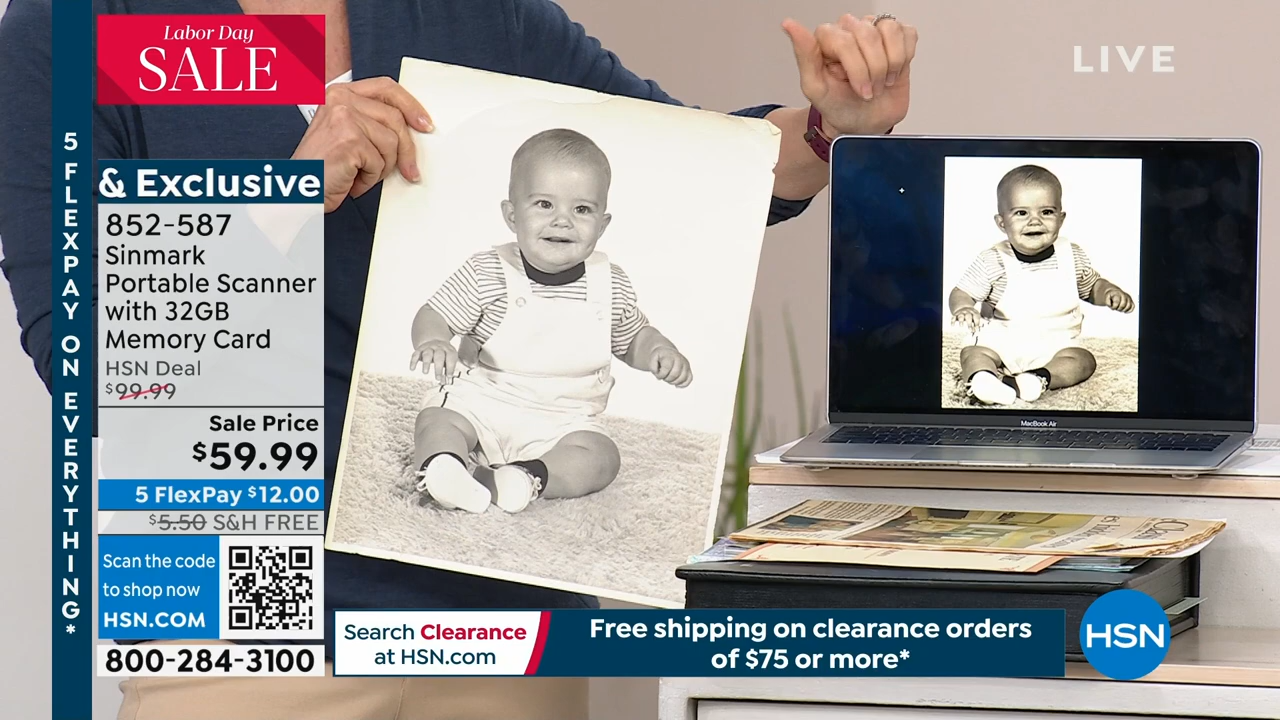 5 FLEXPAY ON EVERYTHING*
Labor Day
SALE
& Exclusive
852-587
Sinmark
Portable Scanner
with 32GB
Memory Card
HSN Deal
$99.99
Sale Price
$59.99
5 FlexPay $12.00
$5.50 S&H FREE
Scan the code
to shop now
HSN.COM
800-284-3100
LIVE
MacBook Air
Search Clearance
at HSN.com
Free shipping on clearance orders
of $75 or more*
HSN